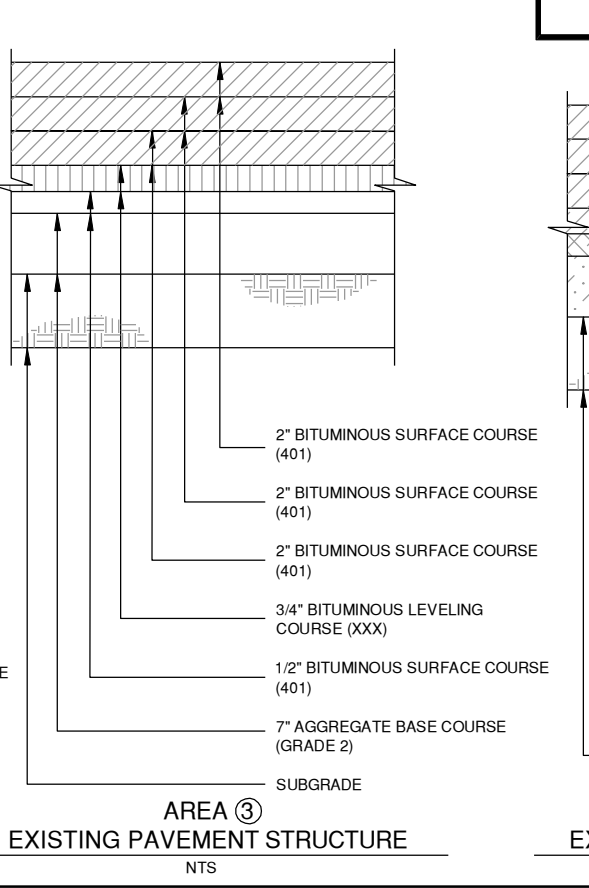 2" BITUMINOUS SURFACE COURSE
(401)
2" BITUMINOUS SURFACE COURSE
(401)
2" BITUMINOUS SURFACE COURSE
(401)
3/4" BITUMINOUS LEVELING
COURSE (XXX)
1/2" BITUMINOUS SURFACE COURSE
(401)
7" AGGREGATE BASE COURSE
(GRADE 2)
SUBGRADE
E
AREA 3
EXISTING PAVEMENT STRUCTURE
NTS